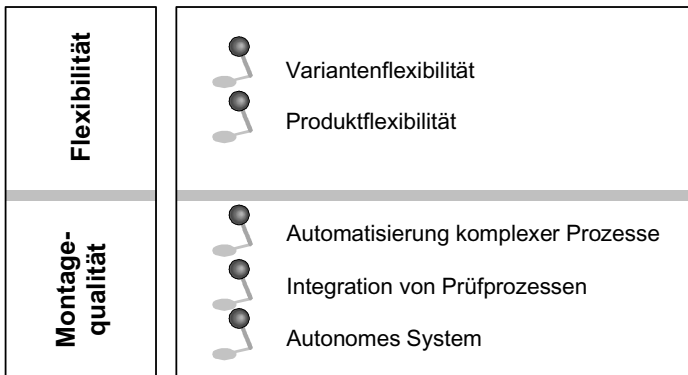 Flexibilität
Variantenflexibilität
Produktflexibilität
Montage-
qualität
Automatisierung komplexer Prozesse
Integration von Prüfprozessen
Autonomes System